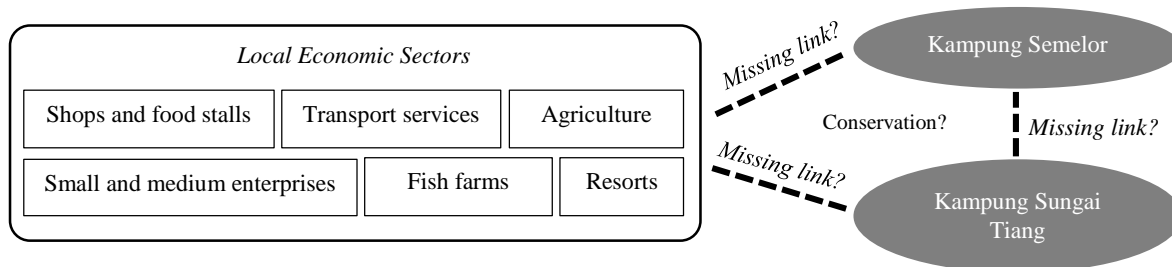 Local Economic Sectors
Shops and food stalls
Transport services
Agriculture
Small and medium enterprises
Fish farms
Resorts
Missing link?
Kampung Semelor
Conservation?
Missing link?
Missing link?
Kampung Sungai
Tiang